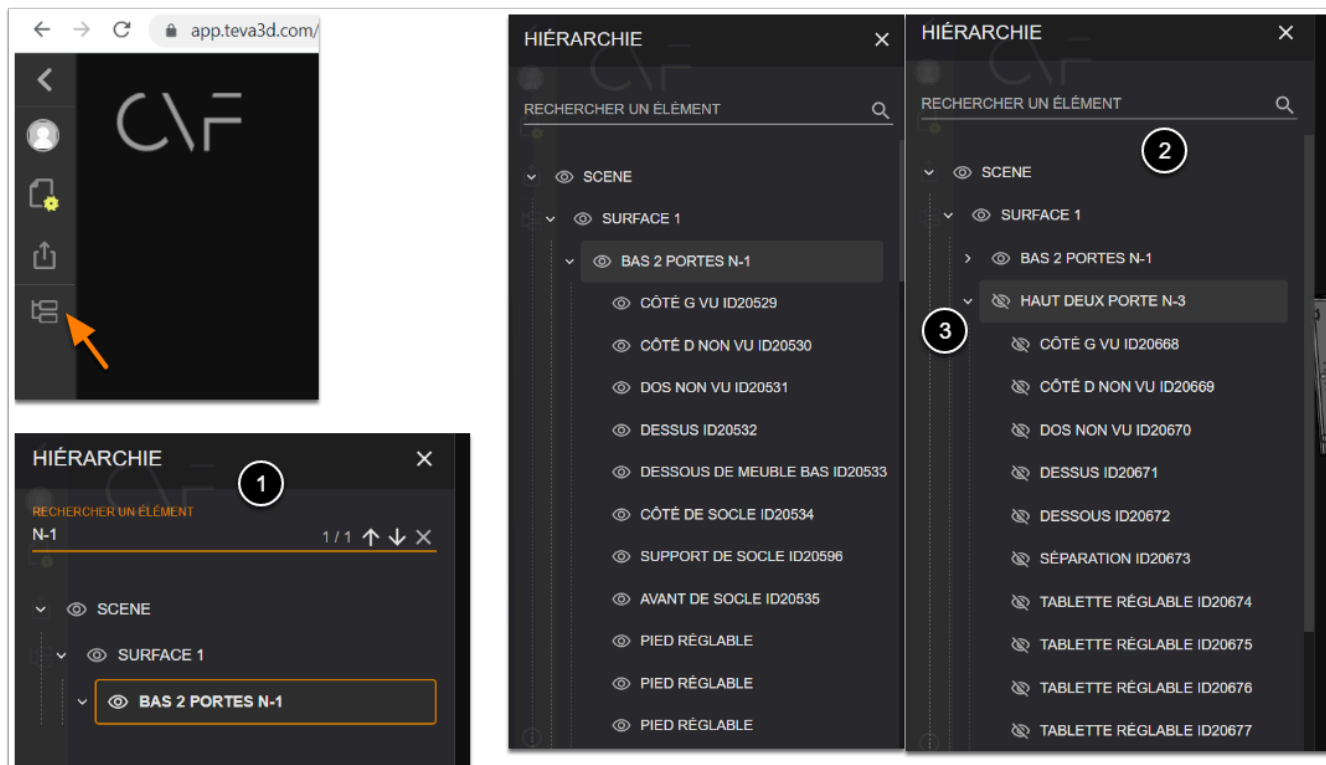 app.teva3d.com/
HIÉRARCHIE
1
RECHERCHER UN ÉLÉMENT
N-1
1 / 1
SCENE
SURFACE 1
BAS 2 PORTES N-1
HIÉRARCHIE
RECHERCHER UN ÉLÉMENT
SCENE
SURFACE 1
BAS 2 PORTES N-1
CÔTÉ G VU ID20529
CÔTÉ D NON VU ID20530
DOS NON VU ID20531
DESSUS ID20532
DESSOUS DE MEUBLE BAS ID20533
CÔTÉ DE SOCLE ID20534
SUPPORT DE SOCLE ID20596
AVANT DE SOCLE ID20535
PIED RÉGLABLE
PIED RÉGLABLE
PIED RÉGLABLE
HIÉRARCHIE
RECHERCHER UN ÉLÉMENT
2
SCENE
SURFACE 1
BAS 2 PORTES N-1
HAUT DEUX PORTE N-3
3
CÔTÉ G VU ID20668
CÔTÉ D NON VU ID20669
DOS NON VU ID20670
DESSUS ID20671
DESSOUS ID20672
SÉPARATION ID20673
TABLETTE RÉGLABLE ID20674
TABLETTE RÉGLABLE ID20675
TABLETTE RÉGLABLE ID20676
TABLETTE RÉGLABLE ID20677